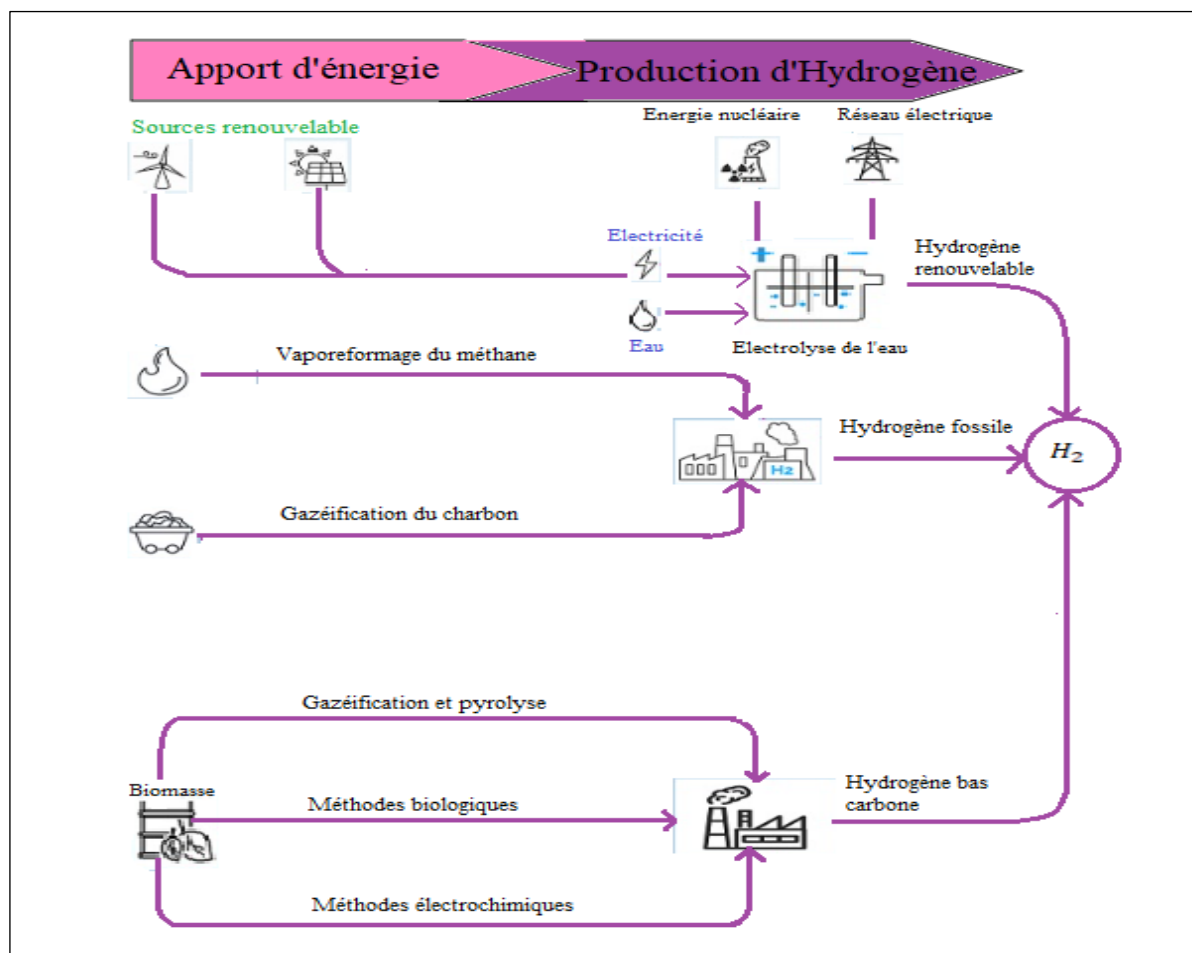 Apport d'énergie
Production d'Hydrogène
Sources renouvelable
Energie nucléaire
Réseau électrique
Electricité
+
−
Hydrogène
renouvelable
Eau
Electrolyse de l'eau
Vaporeformage du méthane
Hydrogène fossile
H2
H₂
Gazéification du charbon
Gazéification et pyrolyse
Biomasse
Méthodes biologiques
Hydrogène bas
carbone
Méthodes électrochimiques